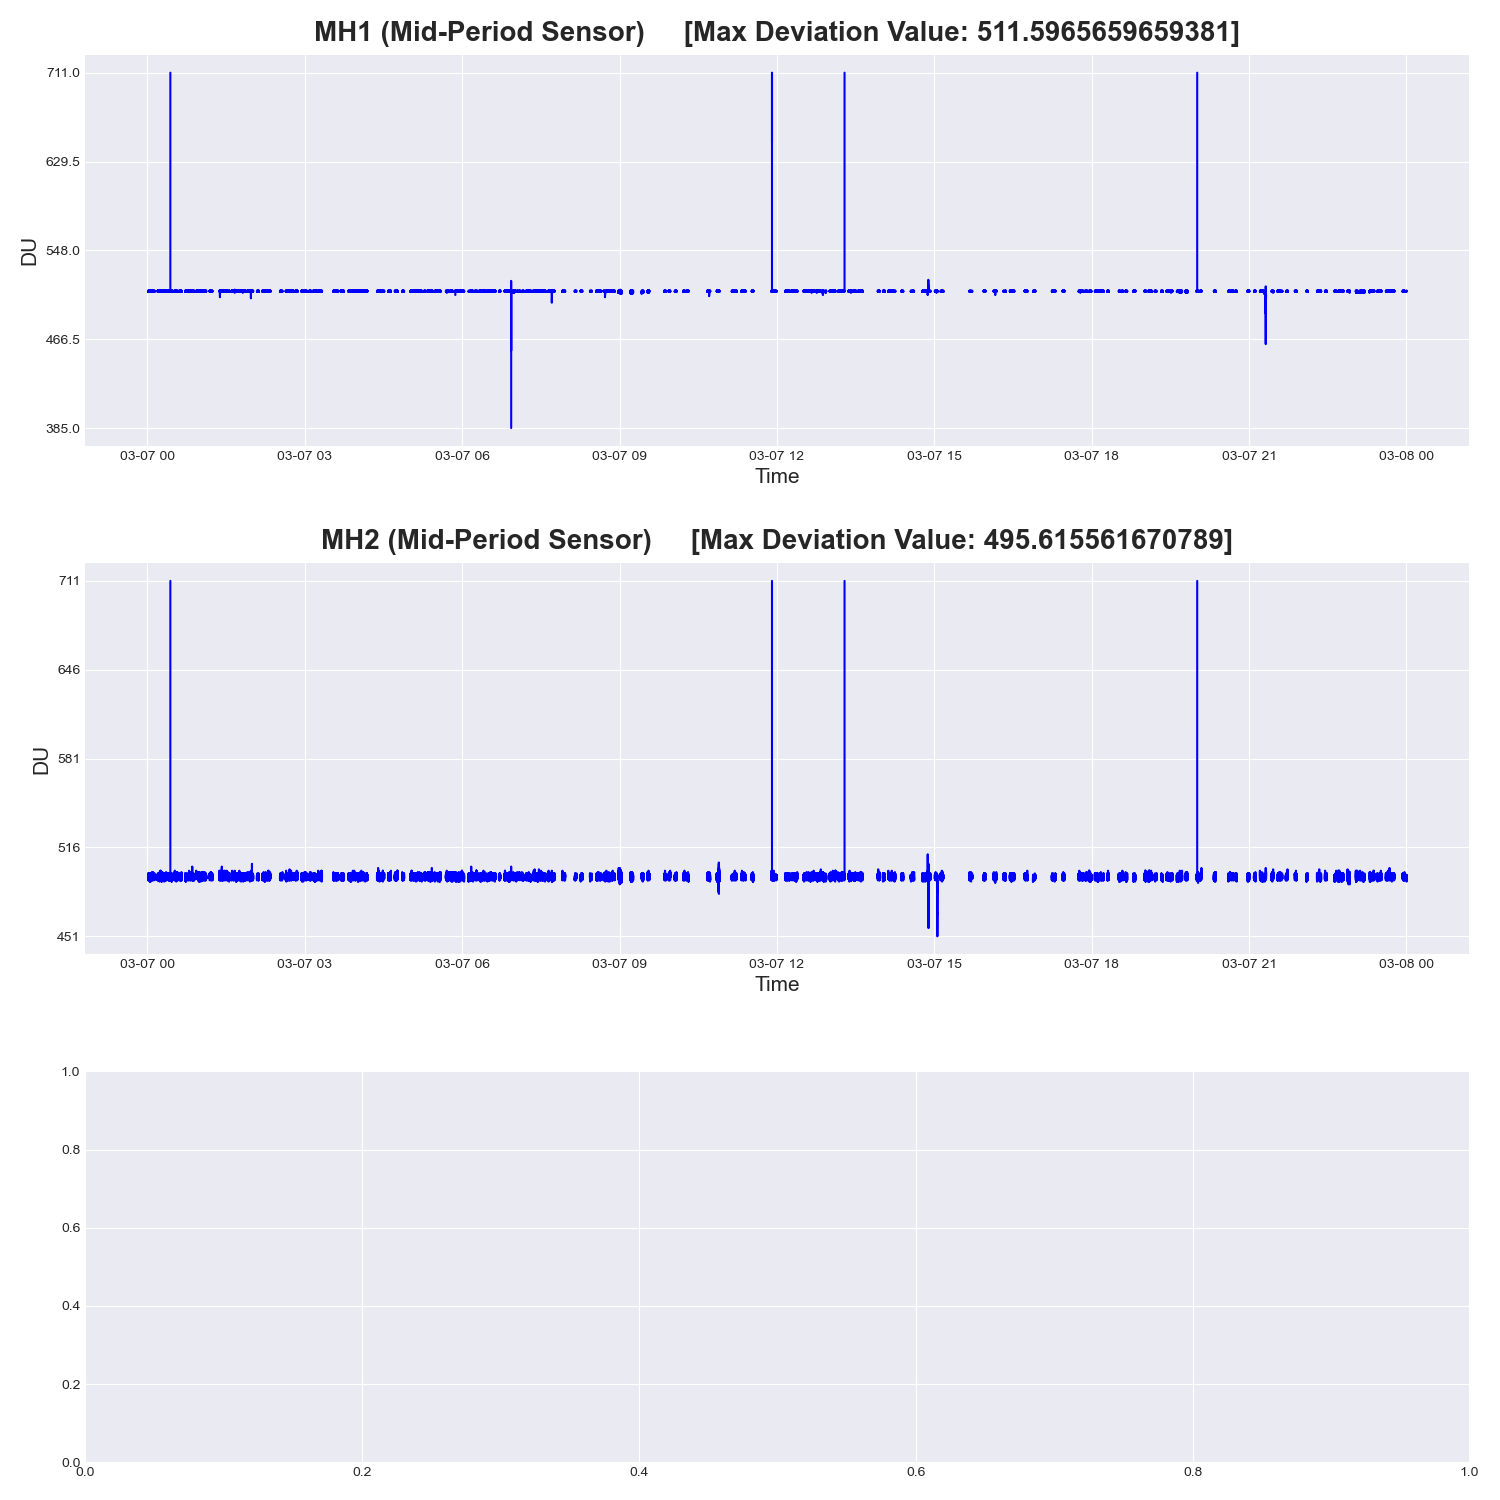 MH1 (Mid-Period Sensor) [Max Deviation Value: 511.5965659659381]
711.0
629.5
548.0
466.5
385.0
DU
03-07 00 03-07 03 03-07 06 03-07 09 03-07 12 03-07 15 03-07 18 03-07 21 03-08 00
Time
MH2 (Mid-Period Sensor) [Max Deviation Value: 495.615561670789]
711
646
581
516
451
DU
03-07 00 03-07 03 03-07 06 03-07 09 03-07 12 03-07 15 03-07 18 03-07 21 03-08 00
Time
1.0
0.8
0.6
0.4
0.2
0.0
0.0 0.2 0.4 0.6 0.8 1.0